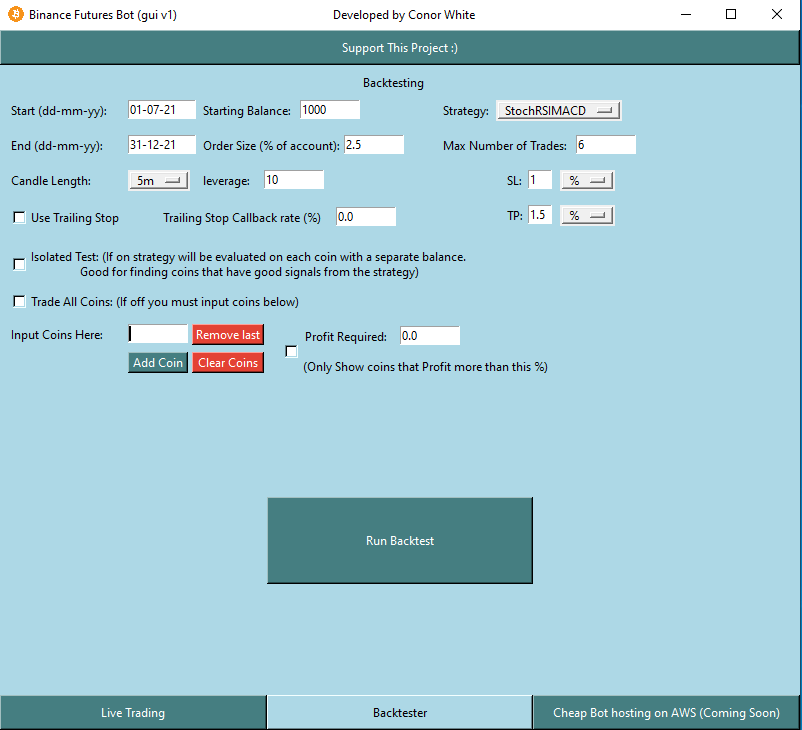 Binance Futures Bot (gui v1) Developed by Conor White
Support This Project :)
Backtesting
Start (dd-mm-yy): 01-07-21 Starting Balance: 1000 Strategy: StochRSIMACD
End (dd-mm-yy): 31-12-21 Order Size (% of account): 2.5 Max Number of Trades: 6
Candle Length: 5m leverage: 10 SL: 1 %
Use Trailing Stop Trailing Stop Callback rate (%) 0.0 TP: 1.5 %
Isolated Test: (If on strategy will be evaluated on each coin with a separate balance.
Good for finding coins that have good signals from the strategy)
Trade All Coins: (If off you must input coins below)
Input Coins Here: Remove last Profit Required: 0.0
Add Coin Clear Coins (Only Show coins that Profit more than this %)
Run Backtest
Live Trading Backtester Cheap Bot hosting on AWS (Coming Soon)